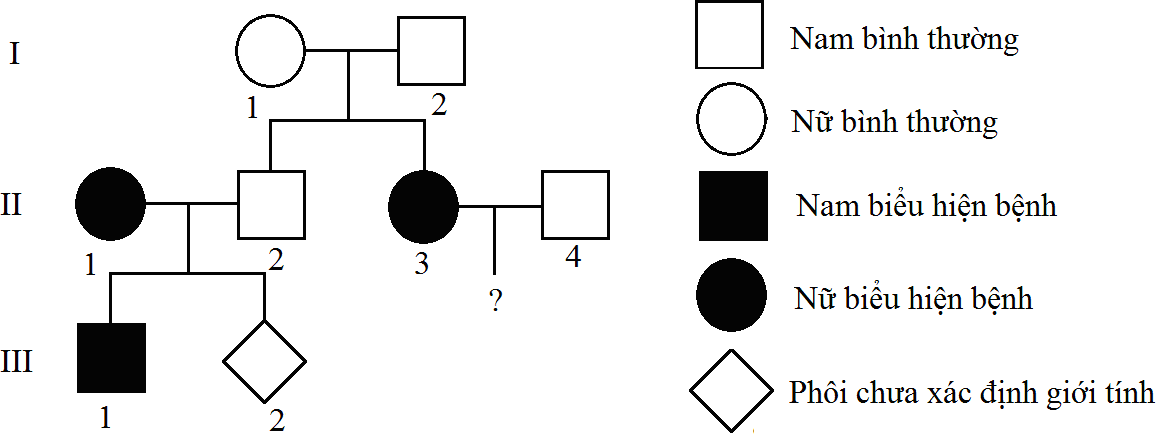 I
1
2
II
1
2
3
4
?
III
1
2
Nam bình thường
Nữ bình thường
Nam biểu hiện bệnh
Nữ biểu hiện bệnh
Phôi chưa xác định giới tính